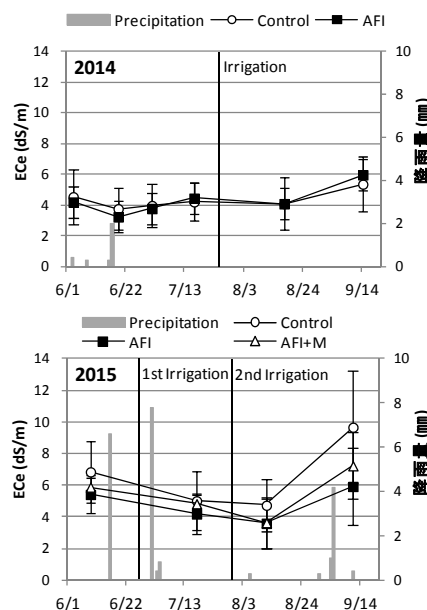 Precipitation Control AFI
14 10
2014 Irrigation
12
8
10
8 6
6 4
4
2
2
0 0
6/1 6/22 7/13 8/3 8/24 9/14
ECe (dS/m)
降雨量 (mm)
Precipitation Control
AFI AFI+M
14 10
2015 1st Irrigation 2nd Irrigation
12
8
10
8 6
6 4
4
2
2
0 0
6/1 6/22 7/13 8/3 8/24 9/14
ECe (dS/m)
降雨量 (mm)